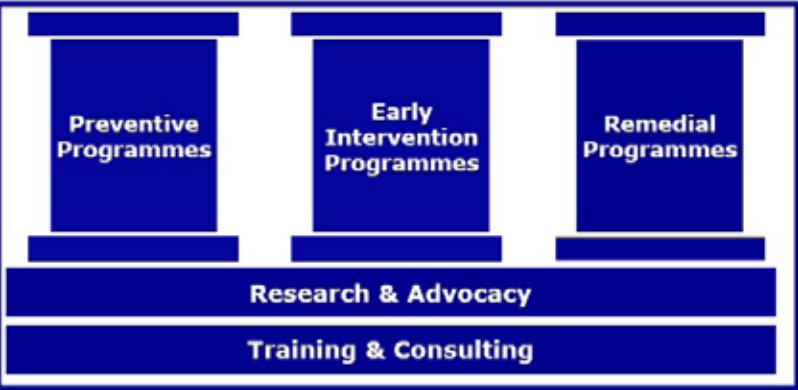 Preventive
Programmes
Early
Intervention
Programmes
Remedial
Programmes
Research & Advocacy
Training & Consulting